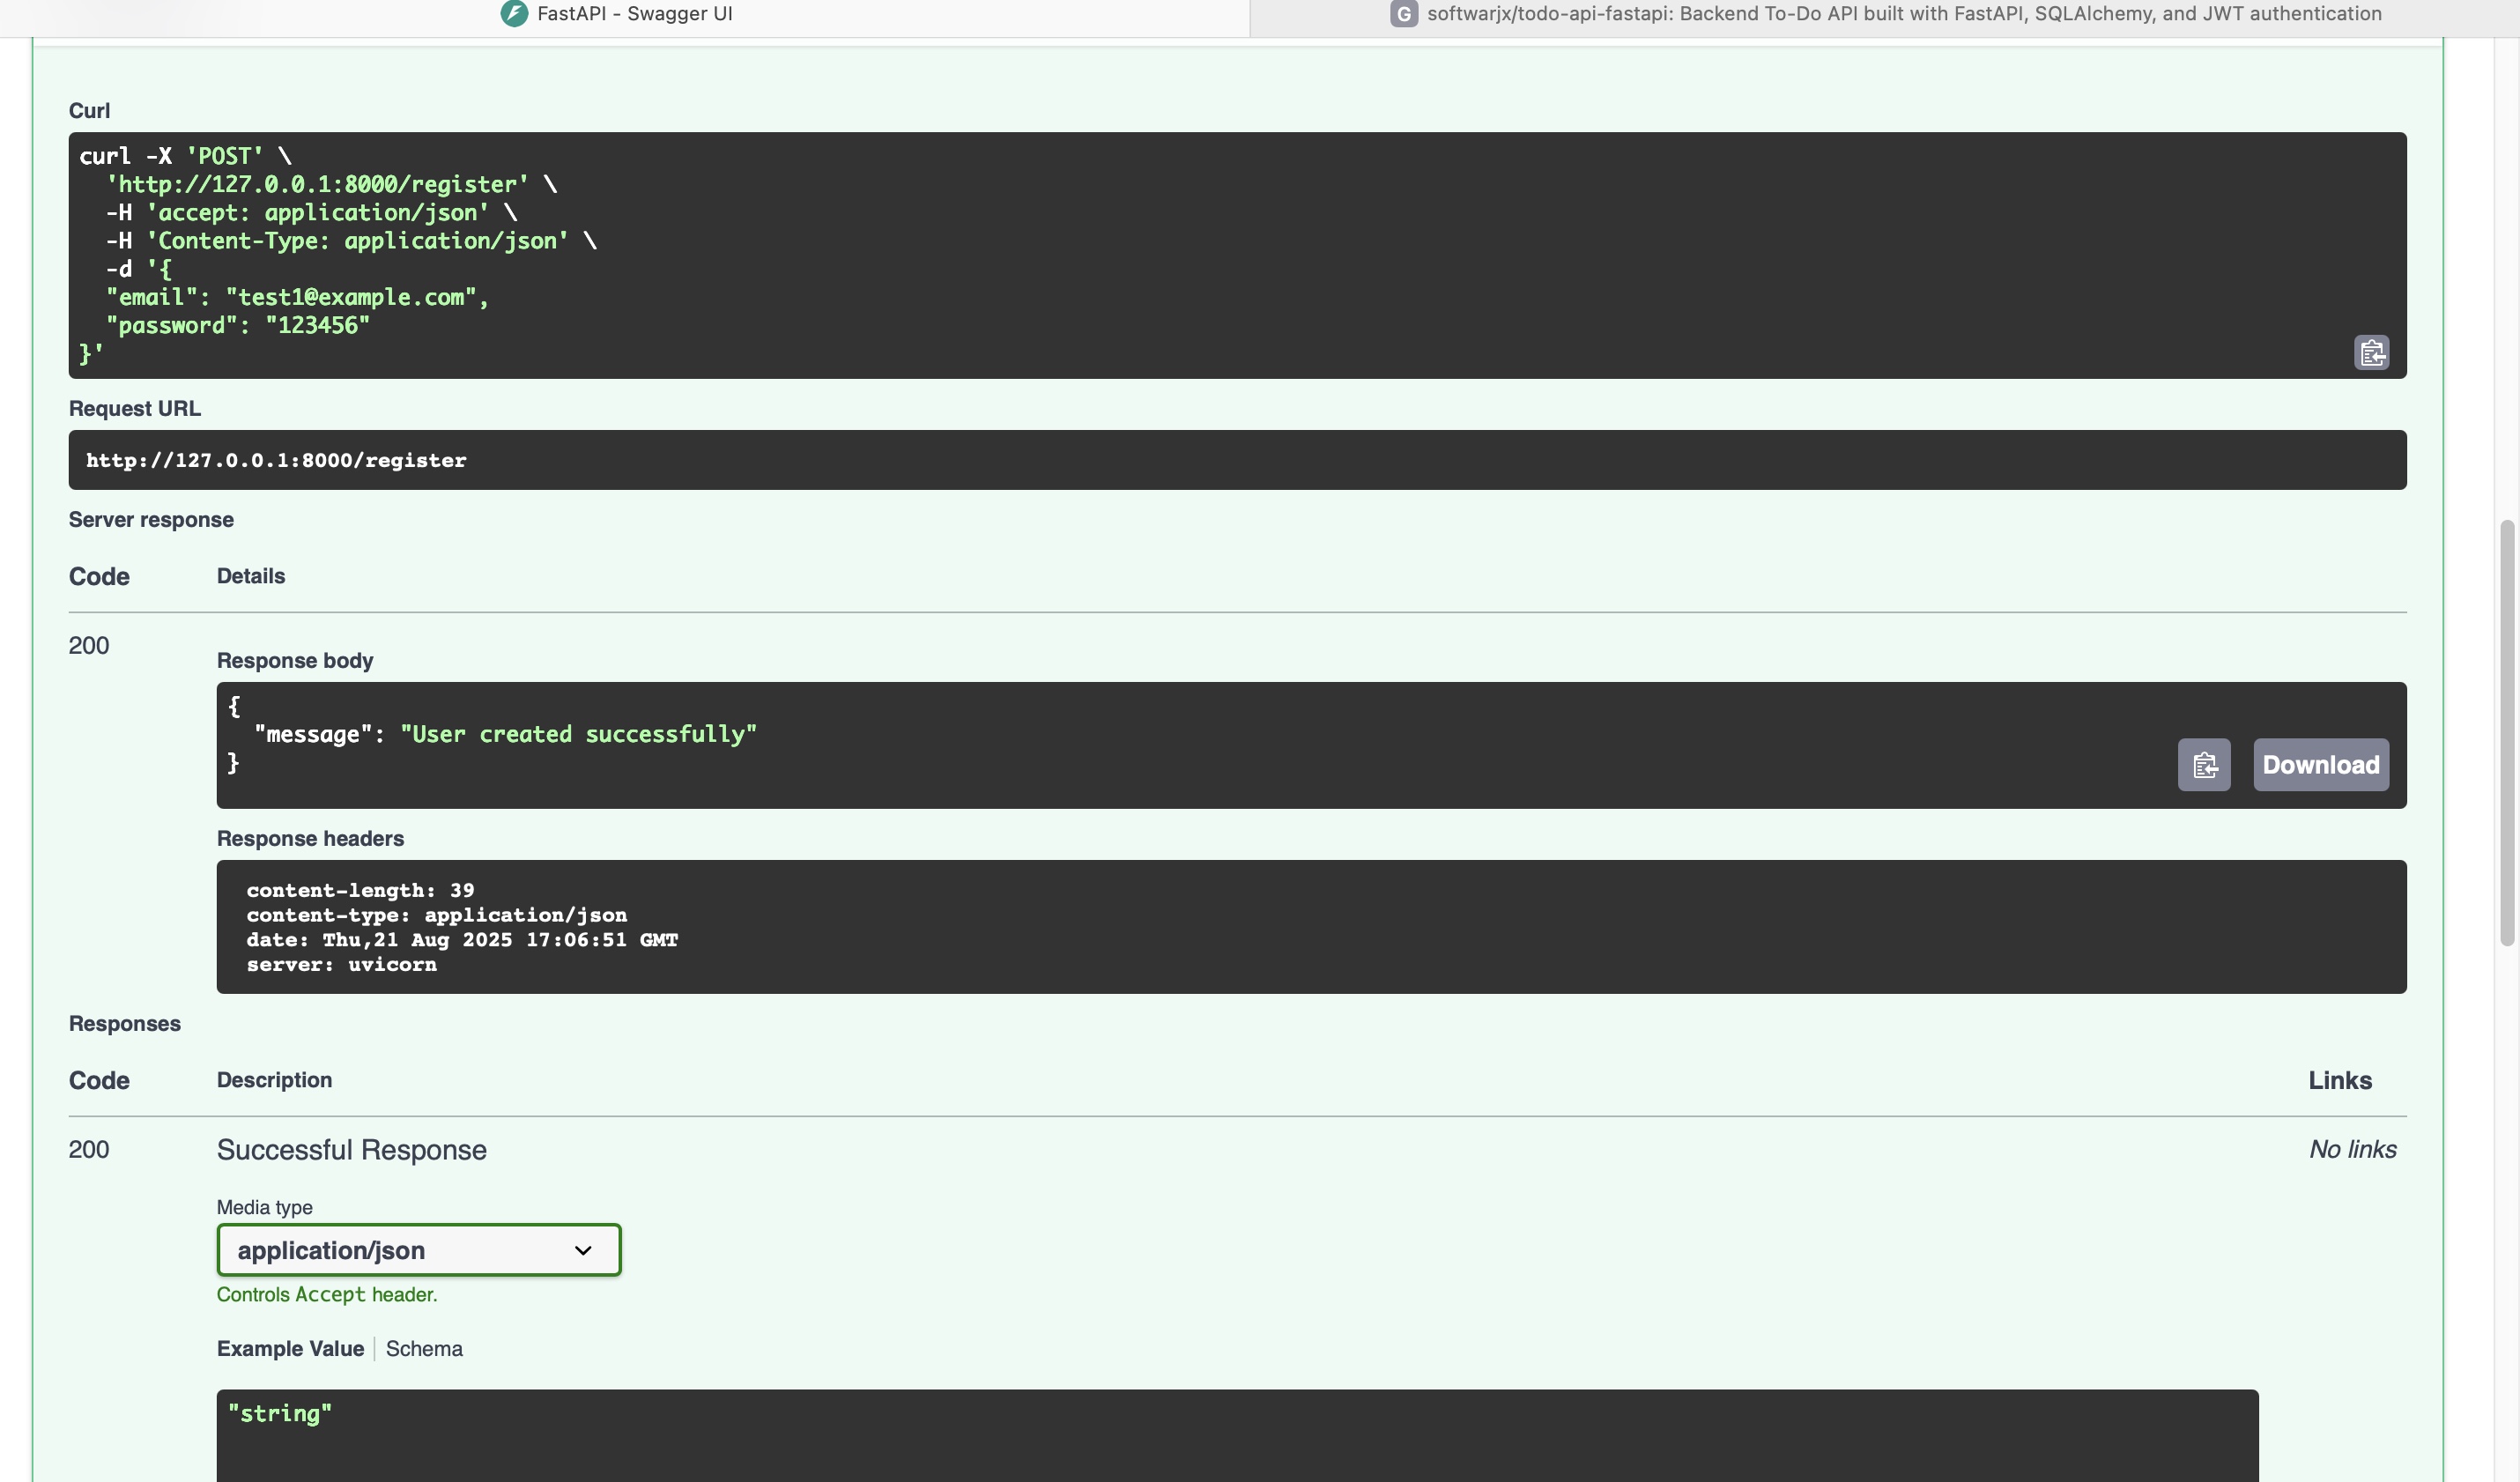 FastAPI - Swagger UI
G softwarjx/todo-api-fastapi: Backend To-Do API built with FastAPI, SQLAlchemy, and JWT authentication
Curl
curl -X 'POST' \
'http://127.0.0.1:8000/register' \
-H 'accept: application/json' \
-H 'Content-Type: application/json' \
-d '{
"email": "test1@example.com",
"password": "123456"
}'
Request URL
http://127.0.0.1:8000/register
Server response
Code Details
200
Response body
{
"message": "User created successfully"
}
Download
Response headers
content-length: 39
content-type: application/json
date: Thu,21 Aug 2025 17:06:51 GMT
server: uvicorn
Responses
Code Description Links
200 Successful Response No links
Media type
application/json
Controls Accept header.
Example Value Schema
"string"